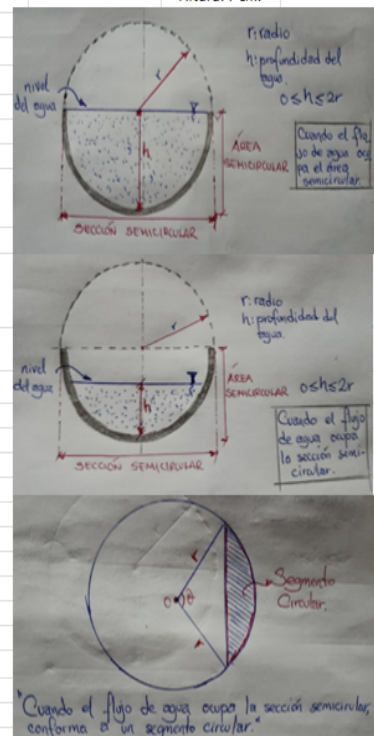 r: radio
h: profundidad del
agua.
0≤h≤2r
nivel
del agua
r
h
ÁREA
SEMICIRCULAR
Cuando el flu
jo de agua ocu
pa el área
semicircular.
SECCIÓN SEMICIRCULAR
r: radio
h: profundidad del
agua.
r
nivel
del agua
h
ÁREA
SEMICIRCULAR
0≤h≤2r
Cuando el flujo
de agua ocupa
la sección semi-
circular.
SECCIÓN SEMICIRCULAR
r
O
θ
r
Segmento
Circular.
"Cuando el flujo de agua ocupa la sección semicircular,
conforma a un segmento circular."